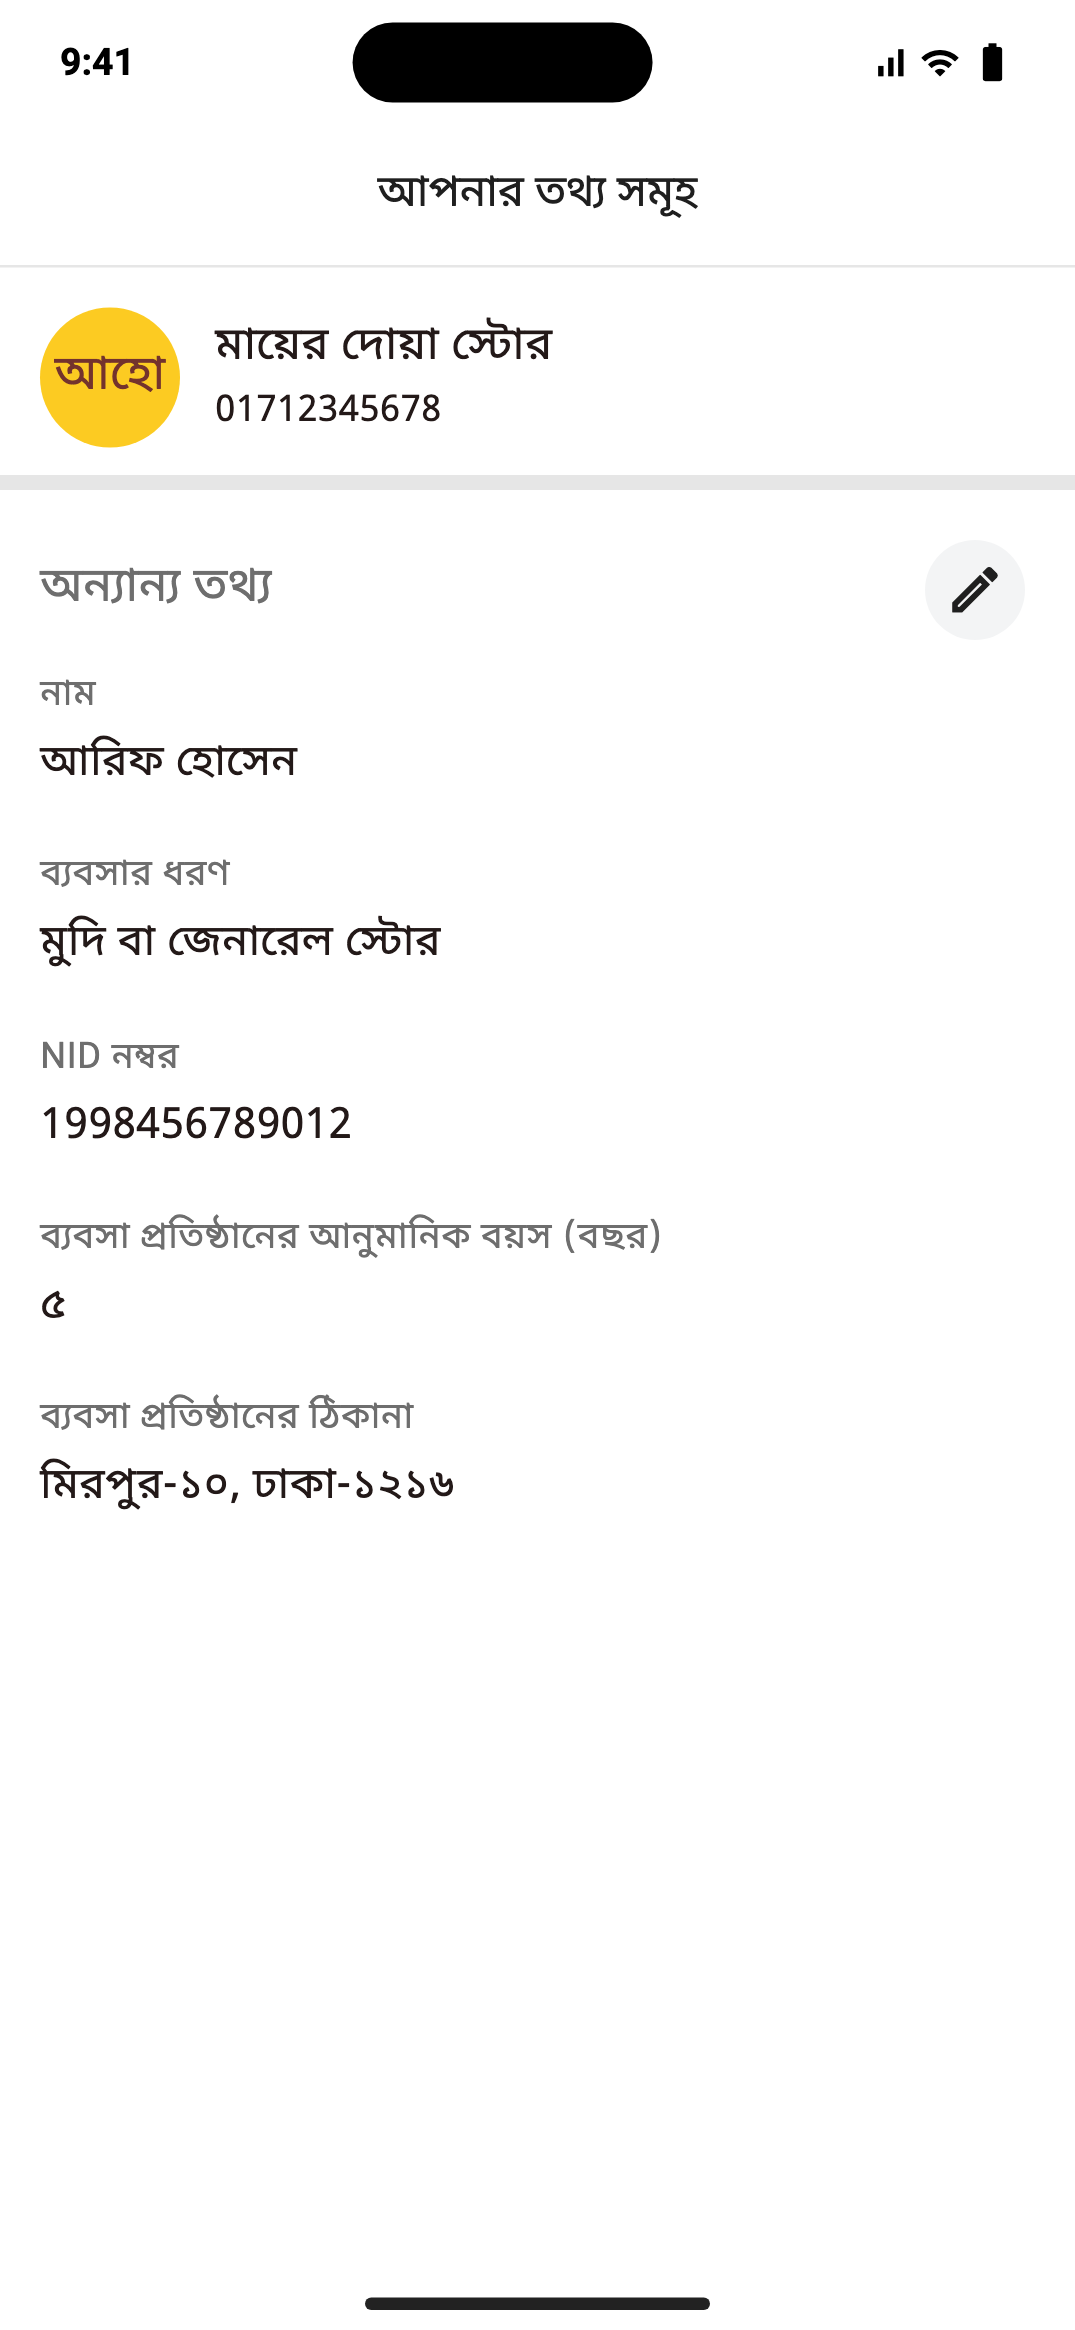 9:41
আপনার তথ্য সমূহ
আহো
মায়ের দোয়া স্টোর
01712345678
অন্যান্য তথ্য
নাম
আরিফ হোসেন
ব্যবসার ধরণ
মুদি বা জেনারেল স্টোর
NID নম্বর
1998456789012
ব্যবসা প্রতিষ্ঠানের আনুমানিক বয়স (বছর)
৫
ব্যবসা প্রতিষ্ঠানের ঠিকানা
মিরপুর-১০, ঢাকা-১২১৬